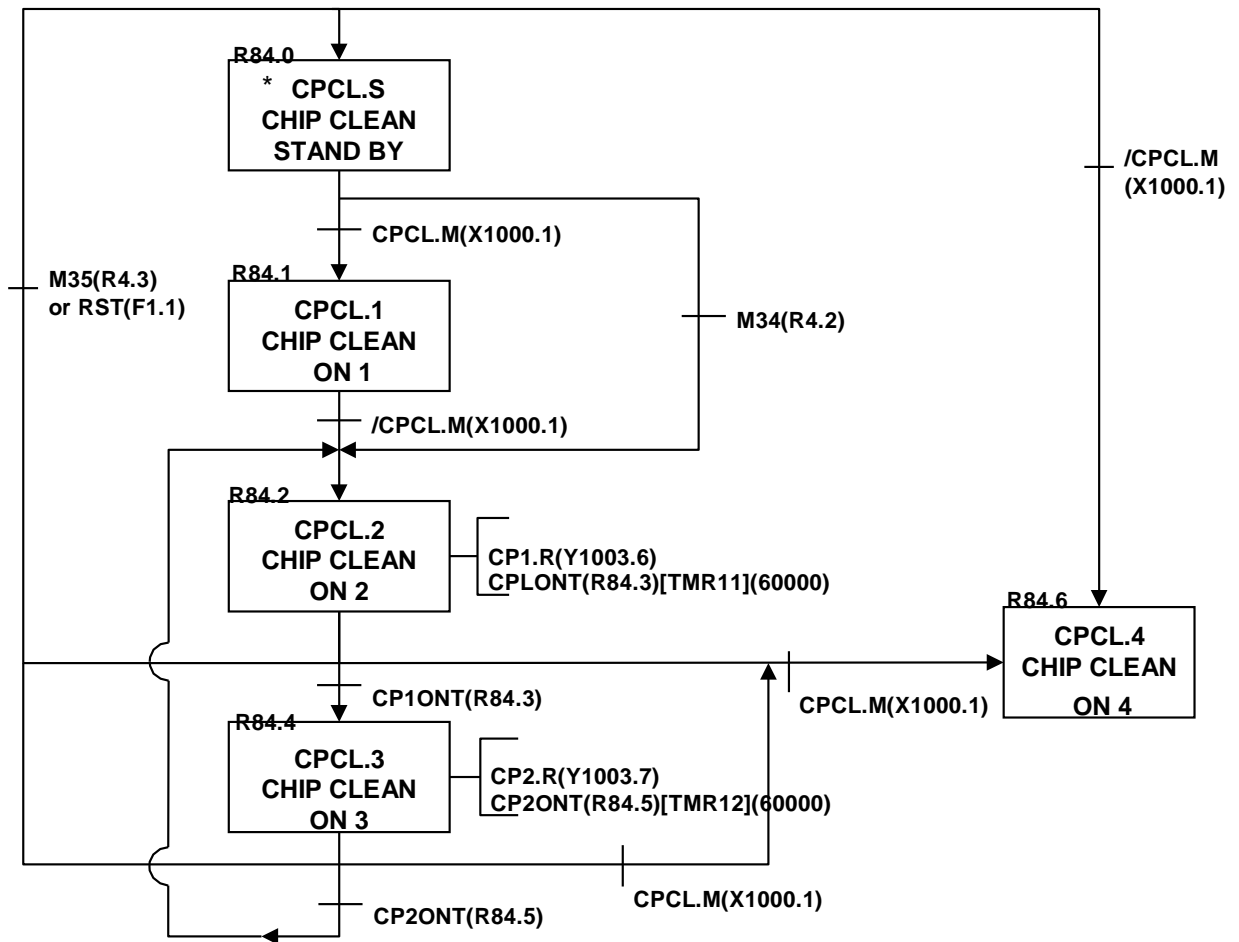 R84.0
* CPCL.S
CHIP CLEAN
STAND BY
/CPCL.M
(X1000.1)
CPCL.M(X1000.1)
R84.1
CPCL.1
CHIP CLEAN
ON 1
M35(R4.3)
or RST(F1.1)
M34(R4.2)
/CPCL.M(X1000.1)
R84.2
CPCL.2
CHIP CLEAN
ON 2
CP1.R(Y1003.6)
CPLONT(R84.3)[TMR11](60000)
R84.6
CPCL.4
CHIP CLEAN
ON 4
CP1ONT(R84.3)
CPCL.M(X1000.1)
R84.4
CPCL.3
CHIP CLEAN
ON 3
CP2.R(Y1003.7)
CP2ONT(R84.5)[TMR12](60000)
CPCL.M(X1000.1)
CP2ONT(R84.5)